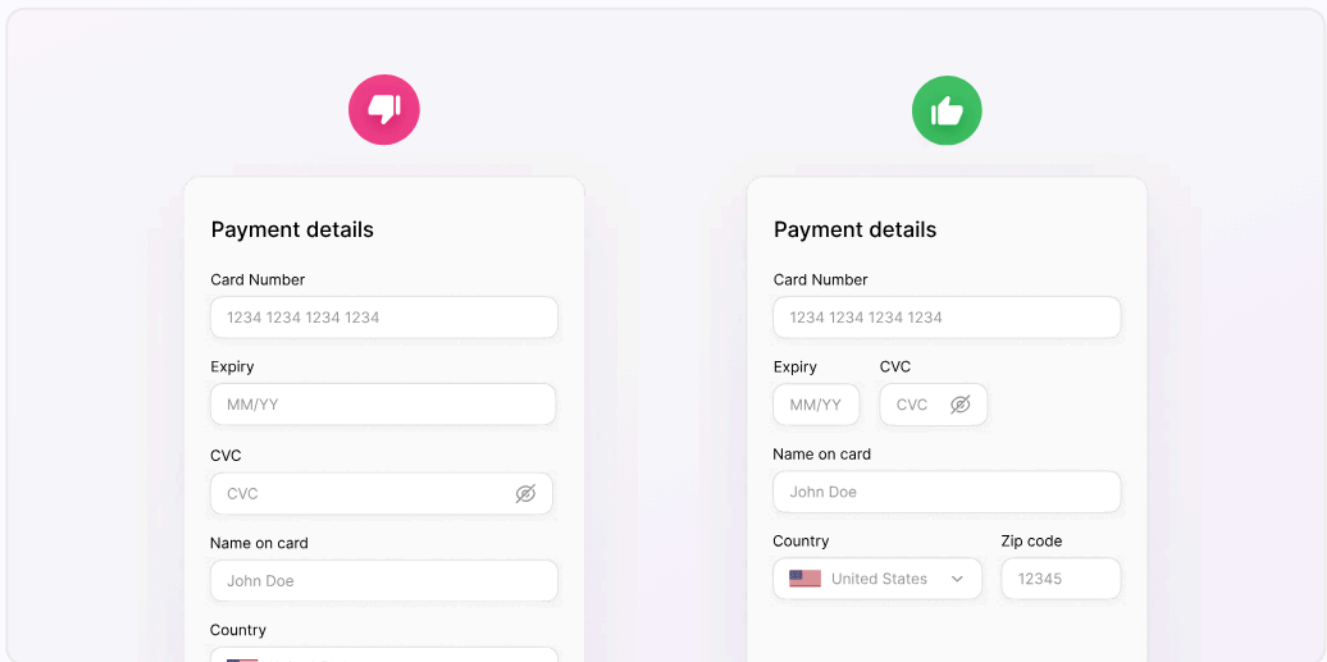 Payment details
Card Number
1234 1234 1234 1234
Expiry
MM/YY
CVC
CVC
Name on card
John Doe
Country
Payment details
Card Number
1234 1234 1234 1234
Expiry CVC
MM/YY CVC
Name on card
John Doe
Country Zip code
United States 12345